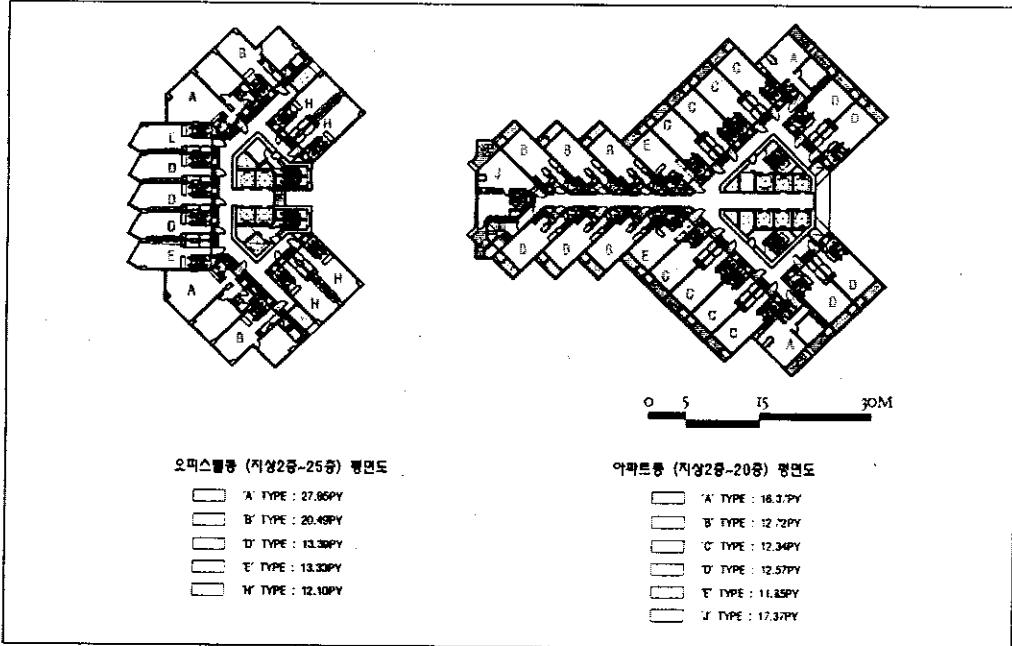 B
A
H
H
E
D
D
D
E
A
B
H
H
A
C
C
C
C
D
D
E
B
B
B
J
B
B
B
E
C
C
C
C
A
D
D
0 5 15 30M
오피스텔동 (지상2층~25층) 평면도
'A' TYPE : 27.85PY
'B' TYPE : 20.49PY
'D' TYPE : 13.39PY
'E' TYPE : 13.33PY
'H' TYPE : 12.10PY
아파트동 (지상2층~20층) 평면도
'A' TYPE : 16.37PY
'B' TYPE : 12.72PY
'C' TYPE : 12.34PY
'D' TYPE : 12.57PY
'E' TYPE : 11.85PY
'J' TYPE : 17.37PY